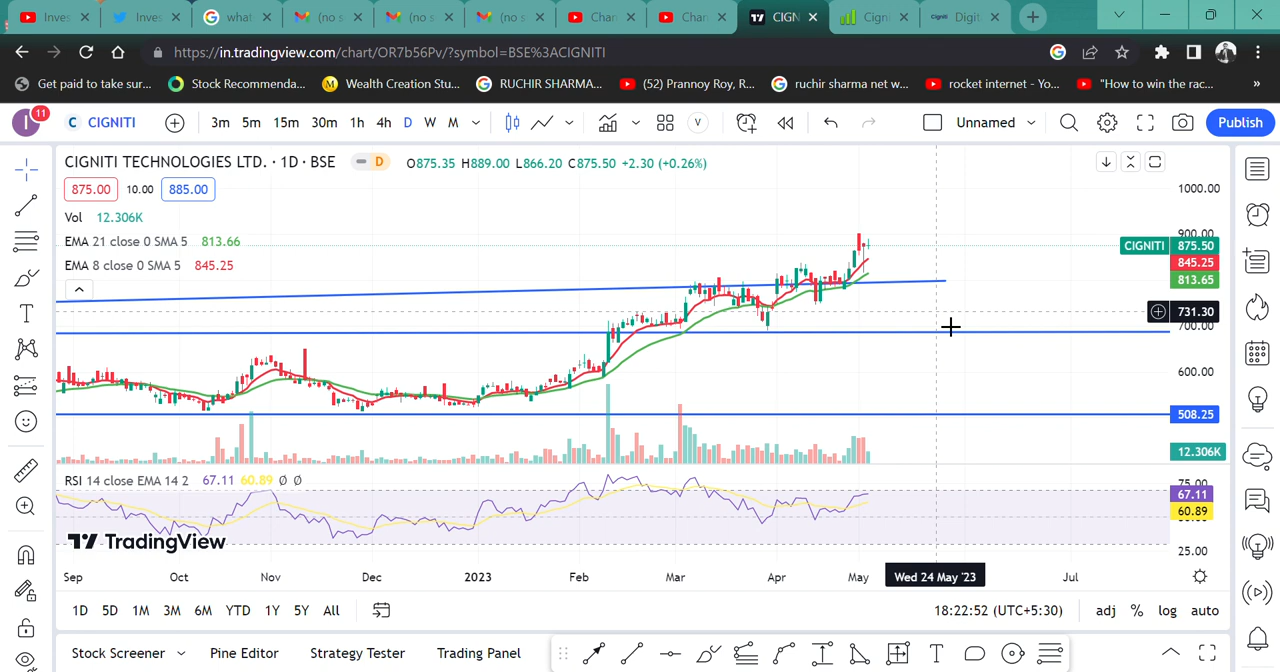 Inves
Inves
what
(no s
(no s
(no s
Chan
Chan
CIGN
Cigni
Digit
https://in.tradingview.com/chart/OR7b56Pv/?symbol=BSE%3ACIGNITI
Get paid to take sur...
Stock Recommenda...
Wealth Creation Stu...
RUCHIR SHARMA...
(52) Prannoy Roy, R...
ruchir sharma net w...
rocket internet - Yo...
"How to win the rac...
»
I 11
C CIGNITI
3m 5m 15m 30m 1h 4h D W M
V
Unnamed
Publish
CIGNITI TECHNOLOGIES LTD. · 1D · BSE
D
O875.35 H889.00 L866.20 C875.50 +2.30 (+0.26%)
875.00 10.00 885.00
Vol 12.306K
EMA 21 close 0 SMA 5 813.66
EMA 8 close 0 SMA 5 845.25
1000.00
900.00
CIGNITI 875.50
845.25
813.65
731.30
700.00
600.00
508.25
12.306K
RSI 14 close EMA 14 2 67.11 60.89 Ø Ø
75.00
67.11
60.89
25.00
TradingView
Sep Oct Nov Dec 2023 Feb Mar Apr May Wed 24 May '23 Jul
1D 5D 1M 3M 6M YTD 1Y 5Y All
18:22:52 (UTC+5:30)
adj % log auto
Stock Screener Pine Editor Strategy Tester Trading Panel
T